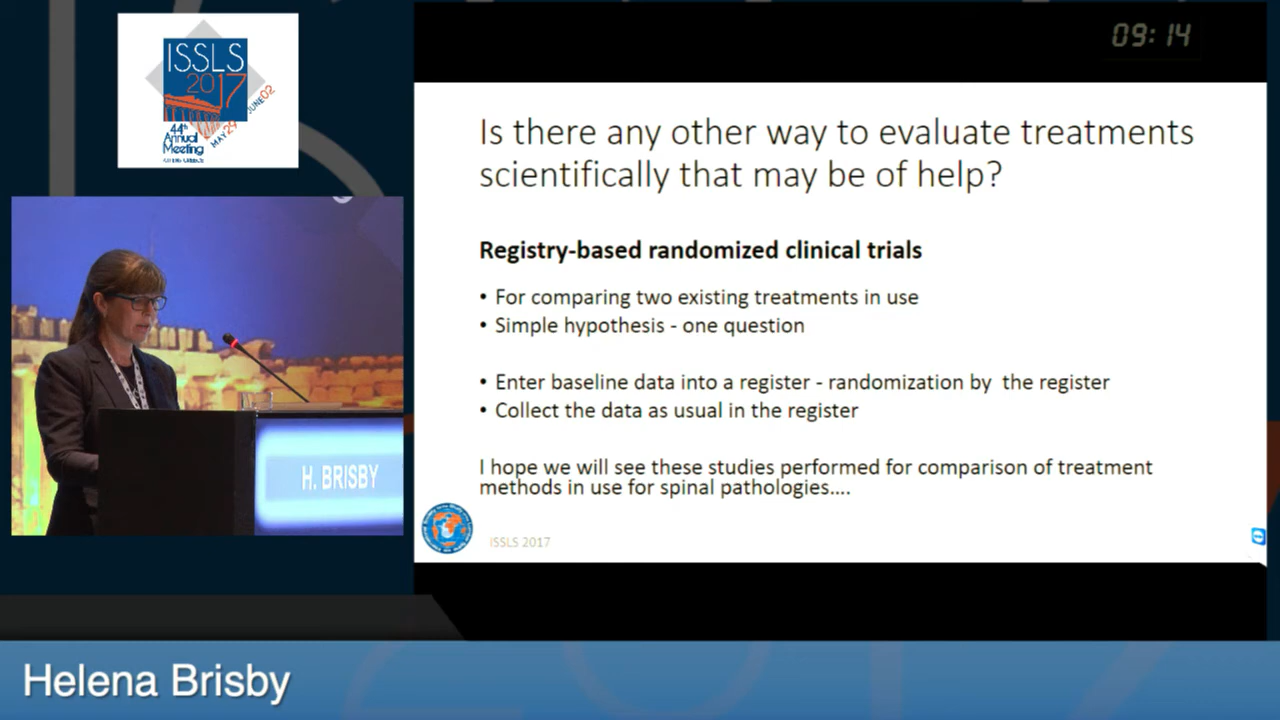 ISSLS
2017
44th
Annual
Meeting
MAY 29 - JUNE 02
09:14
Is there any other way to evaluate treatments
scientifically that may be of help?
Registry-based randomized clinical trials
• For comparing two existing treatments in use
• Simple hypothesis - one question
• Enter baseline data into a register - randomization by the register
• Collect the data as usual in the register
I hope we will see these studies performed for comparison of treatment
methods in use for spinal pathologies....
ISSLS 2017
H. BRISBY
Helena Brisby